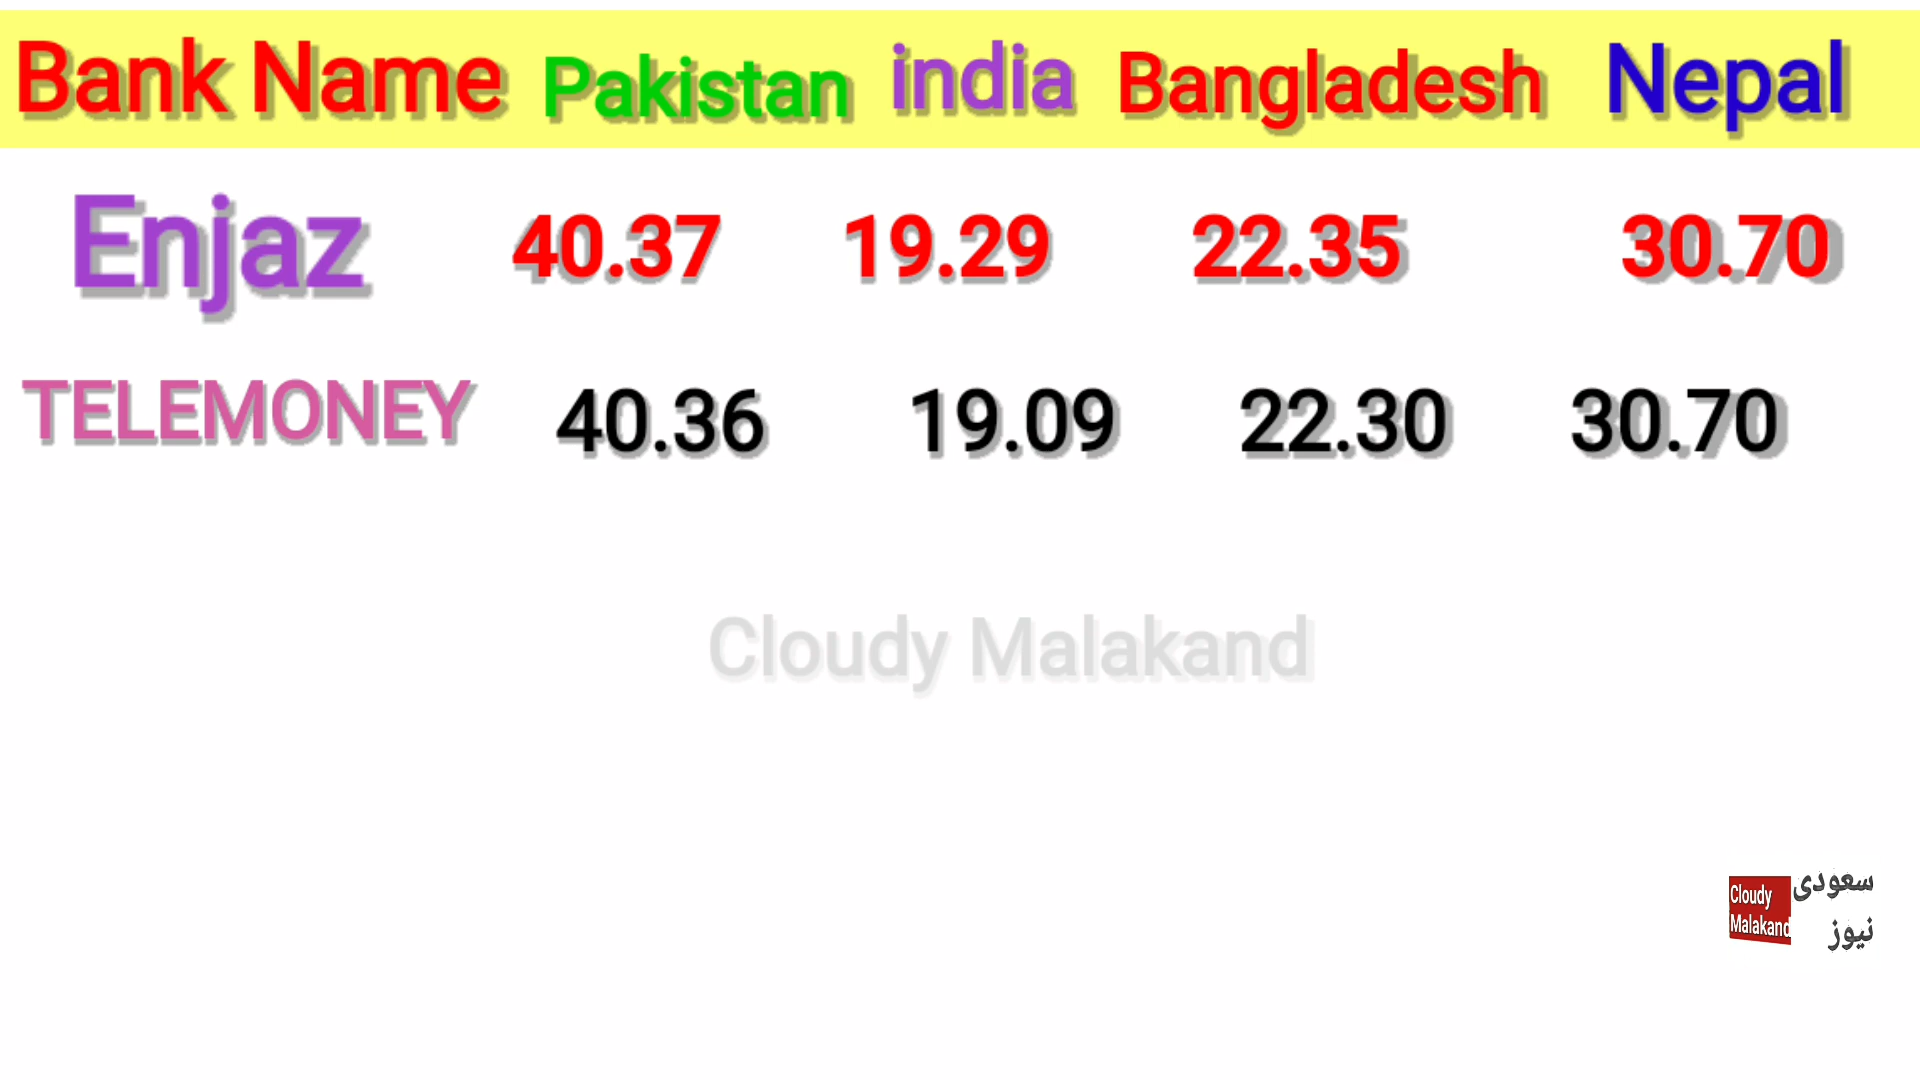 Bank Name Pakistan india Bangladesh Nepal
Enjaz 40.37 19.29 22.35 30.70
TELEMONEY 40.36 19.09 22.30 30.70
Cloudy Malakand
Cloudy سعودی
Malakand نیوز